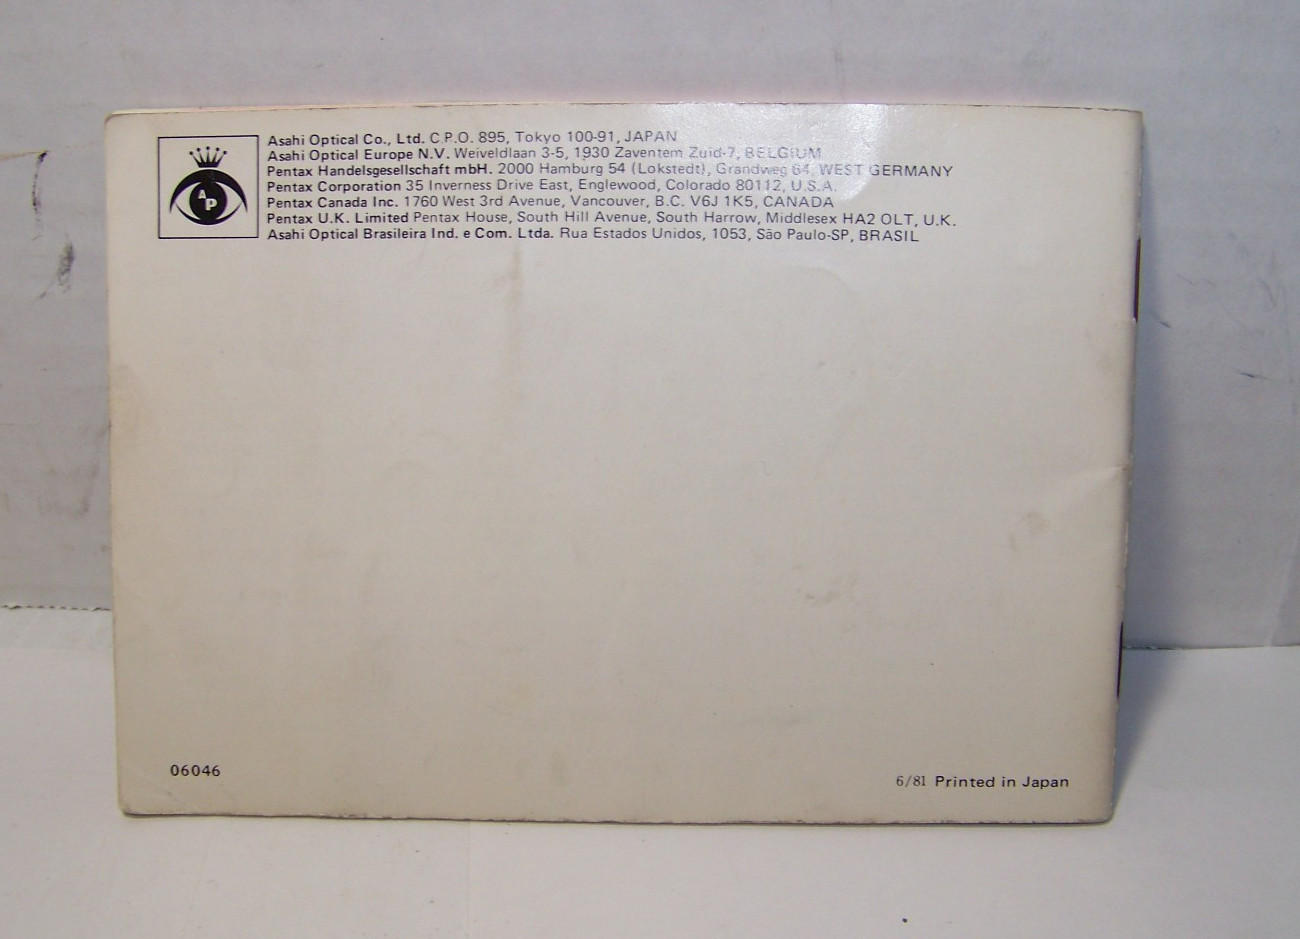 AP
Asahi Optical Co., Ltd. C.P.O. 895, Tokyo 100-91, JAPAN
Asahi Optical Europe N.V. Weiveldlaan 3-5, 1930 Zaventem Zuid-7, BELGIUM
Pentax Handelsgesellschaft mbH. 2000 Hamburg 54 (Lokstedt), Grandweg 64, WEST GERMANY
Pentax Corporation 35 Inverness Drive East, Englewood, Colorado 80112, U.S.A.
Pentax Canada Inc. 1760 West 3rd Avenue, Vancouver, B.C. V6J 1K5, CANADA
Pentax U.K. Limited Pentax House, South Hill Avenue, South Harrow, Middlesex HA2 OLT, U.K.
Asahi Optical Brasileira Ind. e Com. Ltda. Rua Estados Unidos, 1053, São Paulo-SP, BRASIL
06046
6/81 Printed in Japan